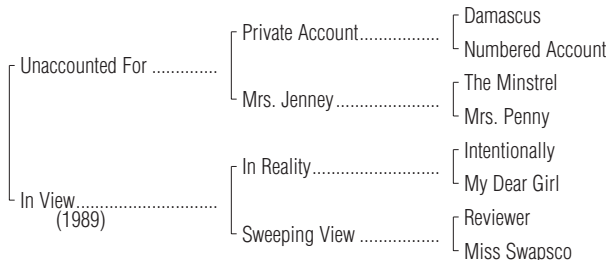 Damascus
Private Account..................
Numbered Account
Unaccounted For ..............
The Minstrel
Mrs. Jenney.......................
Mrs. Penny
Intentionally
In Reality............................
My Dear Girl
In View..............................
(1989)
Reviewer
Sweeping View ..................
Miss Swapsco